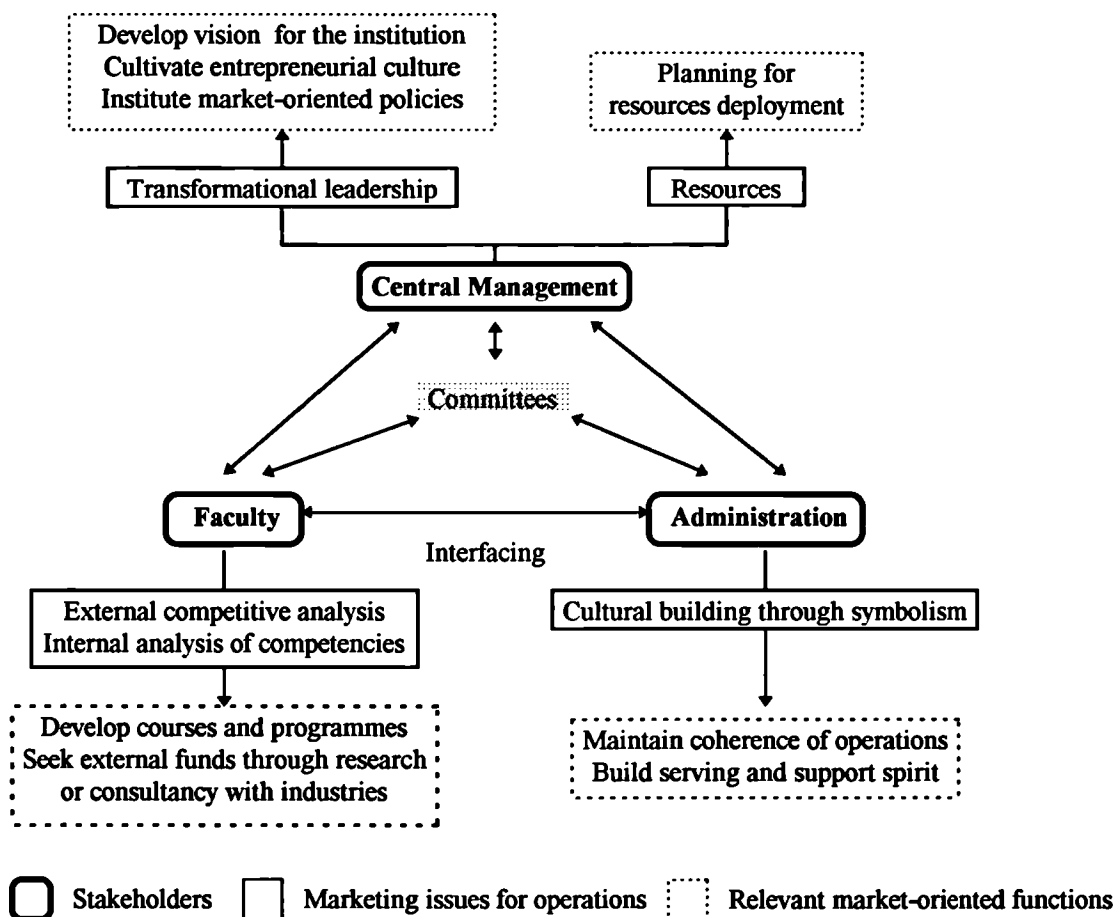 Develop vision for the institution
Cultivate entrepreneurial culture
Institute market-oriented policies
Planning for
resources deployment
Transformational leadership
Resources
Central Management
Committees
Faculty
Administration
Interfacing
External competitive analysis
Internal analysis of competencies
Cultural building through symbolism
Develop courses and programmes
Seek external funds through research
or consultancy with industries
Maintain coherence of operations
Build serving and support spirit
Stakeholders
Marketing issues for operations
Relevant market-oriented functions